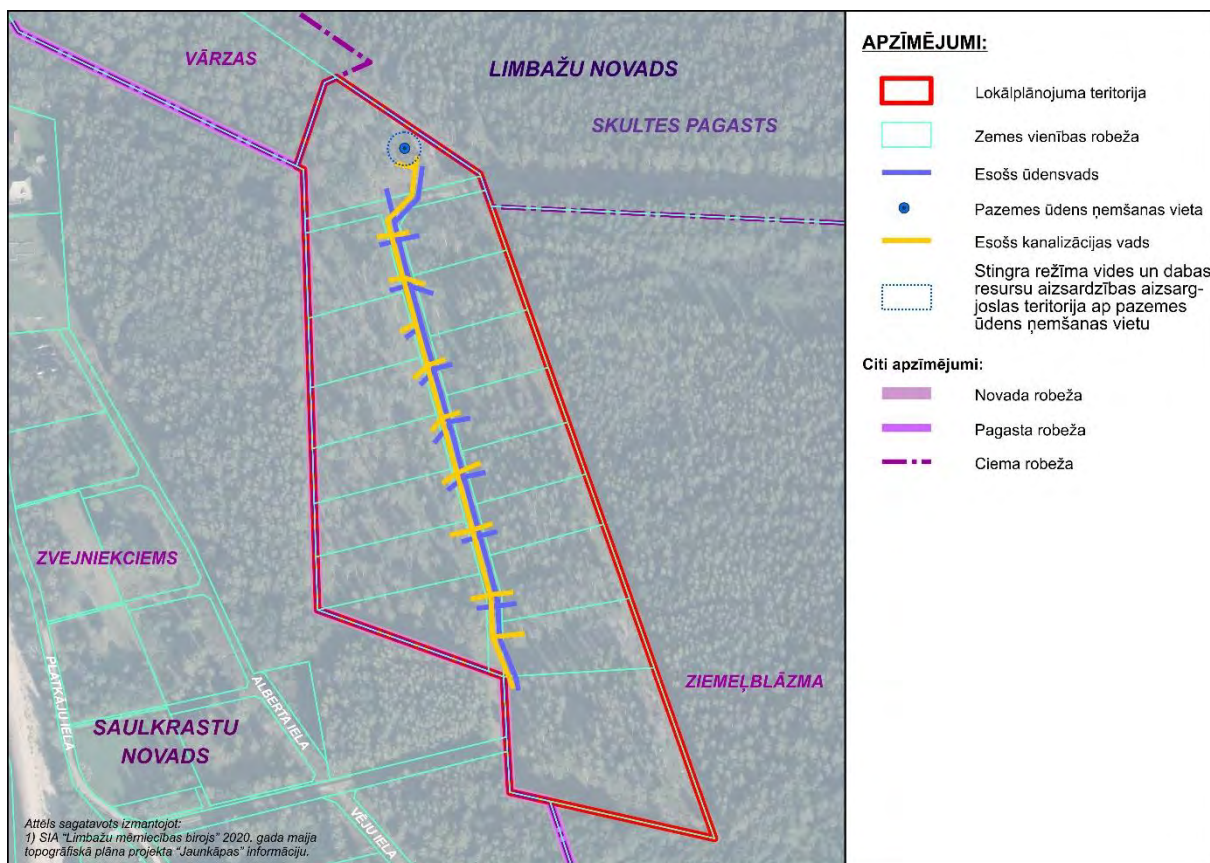 VĀRZAS
LIMBAŽU NOVADS
SKULTES PAGASTS
ZVEJNIEKCIEMS
PLATKĀJU IELA
ALBERTA IELA
ZIEMEĻBLĀZMA
SAULKRASTU
NOVADS
VĒJU IELA
Attēls sagatavots izmantojot:
1) SIA "Limbažu mērniecības birojs" 2020. gada maija
topogrāfiskā plāna projekta "Jaunkāpas" informāciju.
APZĪMĒJUMI:
Lokālplānojuma teritorija
Zemes vienības robeža
Esošs ūdensvads
Pazemes ūdens ņemšanas vieta
Esošs kanalizācijas vads
Stingra režīma vides un dabas
resursu aizsardzības aizsarg-
joslas teritorija ap pazemes
ūdens ņemšanas vietu
Citi apzīmējumi:
Novada robeža
Pagasta robeža
Ciema robeža